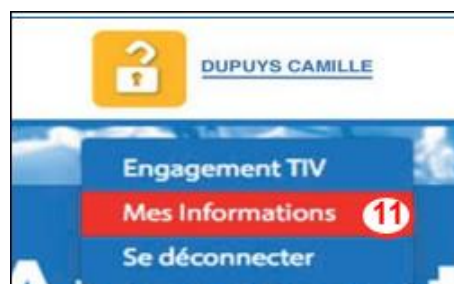 DUPUYS CAMILLE
Engagement TIV
Mes Informations 11
Se déconnecter